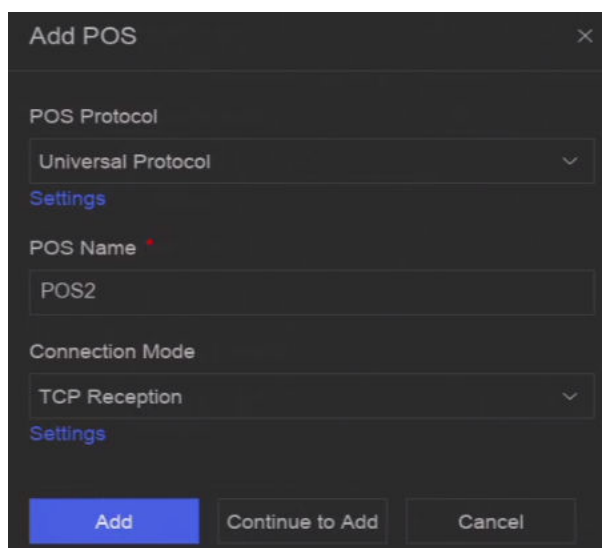 Add POS
POS Protocol
Universal Protocol
Settings
POS Name *
POS2
Connection Mode
TCP Reception
Settings
Add Continue to Add Cancel